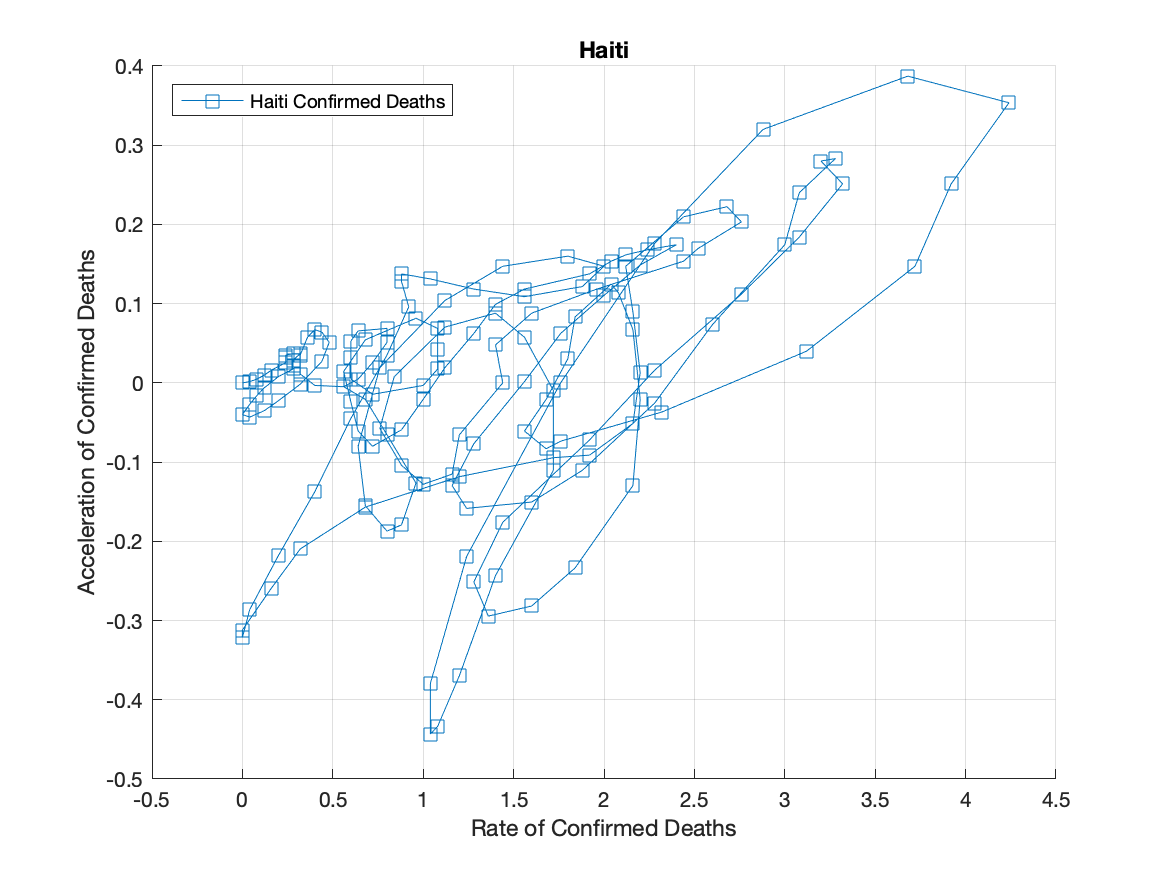 Haiti
Haiti Confirmed Deaths
Acceleration of Confirmed Deaths
0.4
0.3
0.2
0.1
0
-0.1
-0.2
-0.3
-0.4
-0.5
-0.5 0 0.5 1 1.5 2 2.5 3 3.5 4 4.5
Rate of Confirmed Deaths